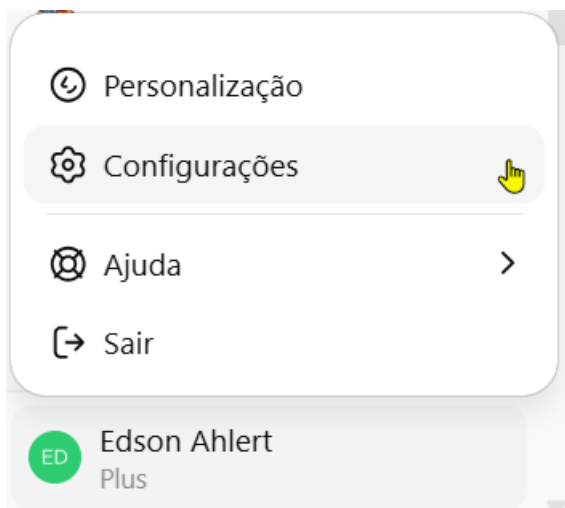 Personalização
Configurações
Ajuda
Sair
ED
Edson Ahlert
Plus